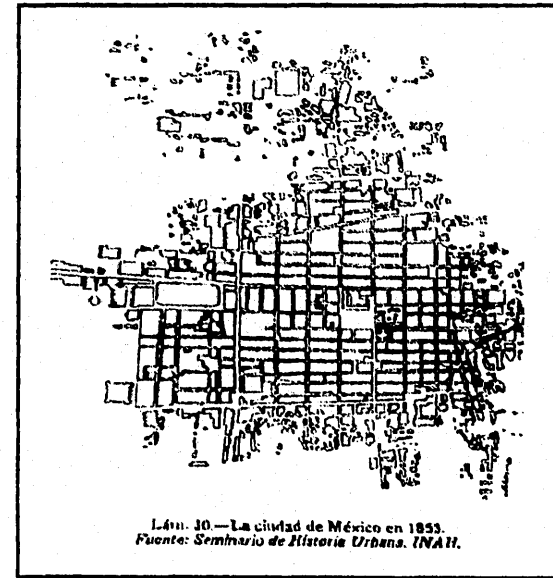 Lám. 10.—La ciudad de México en 1853.
Fuente: Seminario de Historia Urbana. INAH.